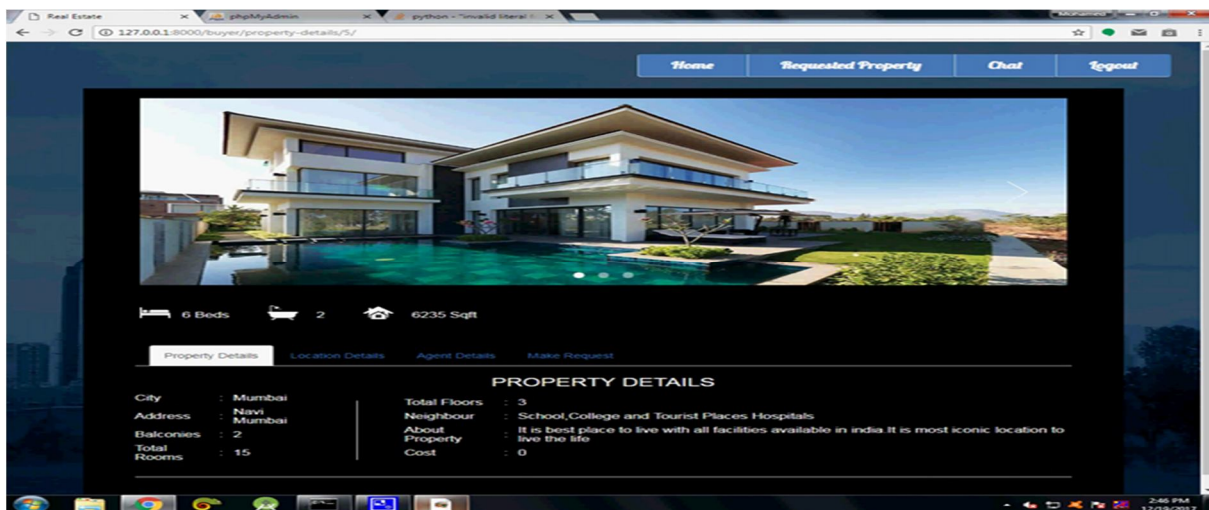 Real Estate
phpMyAdmin
python - "invalid literal f
Mohamed
127.0.0.1:8000/buyer/property-details/5/
Home
Requested Property
Chat
Logout
6 Beds
2
6235 Sqft
Property Details
Location Details
Agent Details
Make Request
PROPERTY DETAILS
City : Mumbai
Address : Navi
Mumbai
Balconies : 2
Total
Rooms : 15
Total Floors : 3
Neighbour : School,College and Tourist Places Hospitals
About
Property : It is best place to live with all facilities available in india.It is most iconic location to
live the life
Cost : 0
2:46 PM
12/19/2017